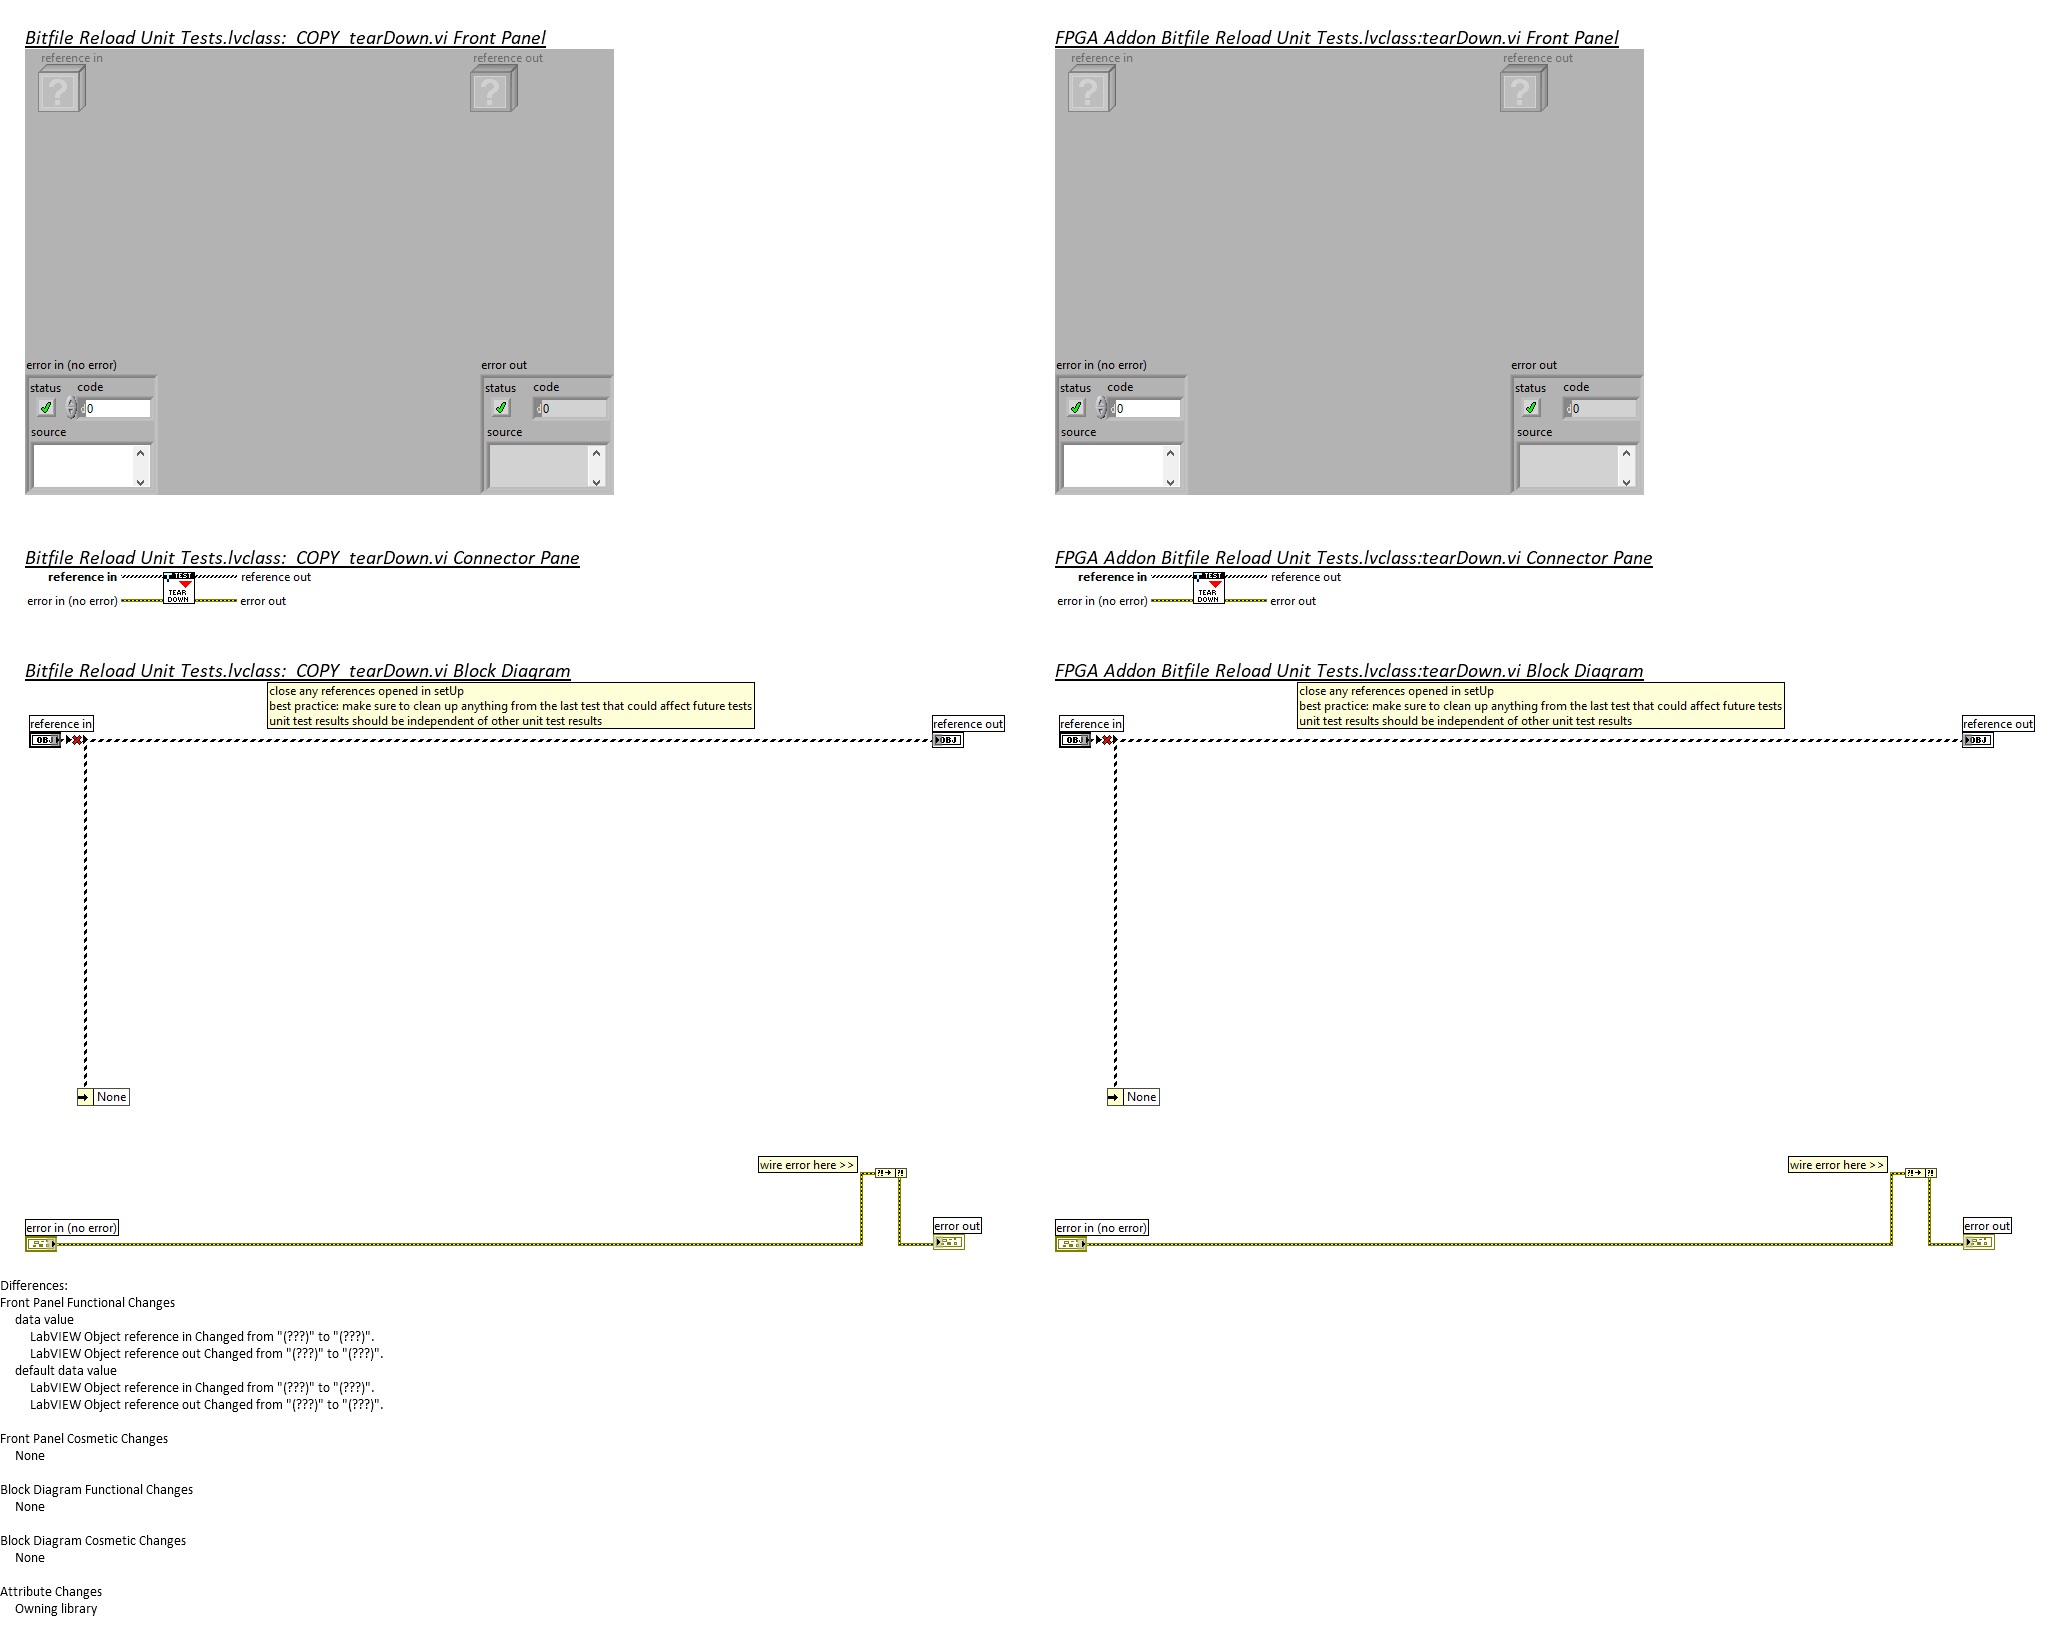 Bitfile Reload Unit Tests.lvclass:_COPY_tearDown.vi Front Panel
reference in
reference out
?
?
error in (no error)
status
code
0
source
error out
status
code
0
source
Bitfile Reload Unit Tests.lvclass:_COPY_tearDown.vi Connector Pane
reference in
reference out
TEST
TEAR
DOWN
error in (no error)
error out
Bitfile Reload Unit Tests.lvclass:_COPY_tearDown.vi Block Diagram
close any references opened in setUp
best practice: make sure to clean up anything from the last test that could affect future tests
unit test results should be independent of other unit test results
reference in
OBJ
reference out
OBJ
None
wire error here >>
error in (no error)
error out
FPGA Addon Bitfile Reload Unit Tests.lvclass:tearDown.vi Front Panel
reference in
reference out
?
?
error in (no error)
status
code
0
source
error out
status
code
0
source
FPGA Addon Bitfile Reload Unit Tests.lvclass:tearDown.vi Connector Pane
reference in
reference out
TEST
TEAR
DOWN
error in (no error)
error out
FPGA Addon Bitfile Reload Unit Tests.lvclass:tearDown.vi Block Diagram
close any references opened in setUp
best practice: make sure to clean up anything from the last test that could affect future tests
unit test results should be independent of other unit test results
reference in
OBJ
reference out
OBJ
None
wire error here >>
error in (no error)
error out
Differences:
Front Panel Functional Changes
data value
LabVIEW Object reference in Changed from "(???)" to "(???)".
LabVIEW Object reference out Changed from "(???)" to "(???)".
default data value
LabVIEW Object reference in Changed from "(???)" to "(???)".
LabVIEW Object reference out Changed from "(???)" to "(???)".
Front Panel Cosmetic Changes
None
Block Diagram Functional Changes
None
Block Diagram Cosmetic Changes
None
Attribute Changes
Owning library